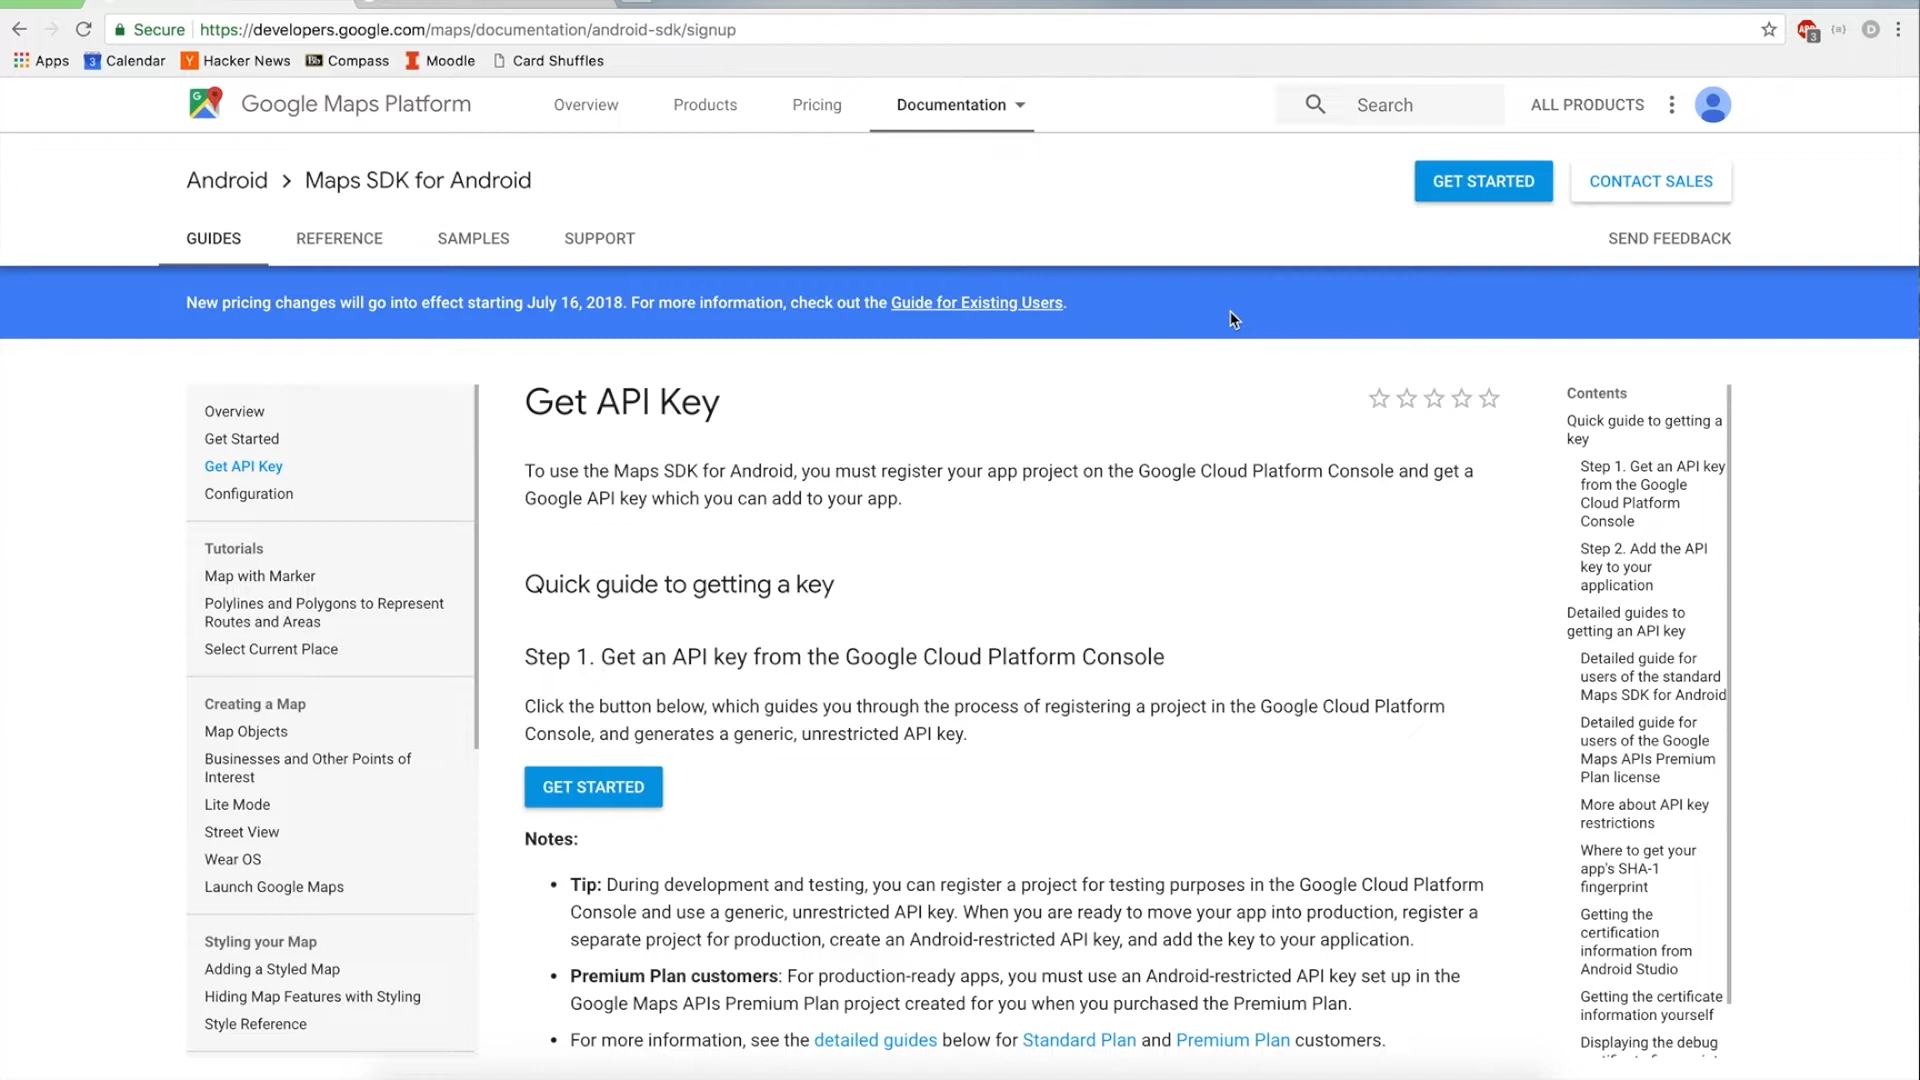 Secure https://developers.google.com/maps/documentation/android-sdk/signup
3
D
Apps 3 Calendar Y Hacker News Bb Compass I Moodle Card Shuffles
G Google Maps Platform Overview Products Pricing Documentation Search ALL PRODUCTS
Android > Maps SDK for Android GET STARTED CONTACT SALES
GUIDES REFERENCE SAMPLES SUPPORT SEND FEEDBACK
New pricing changes will go into effect starting July 16, 2018. For more information, check out the Guide for Existing Users.
Overview
Get Started
Get API Key
Configuration
Tutorials
Map with Marker
Polylines and Polygons to Represent
Routes and Areas
Select Current Place
Creating a Map
Map Objects
Businesses and Other Points of
Interest
Lite Mode
Street View
Wear OS
Launch Google Maps
Styling your Map
Adding a Styled Map
Hiding Map Features with Styling
Style Reference
Get API Key
To use the Maps SDK for Android, you must register your app project on the Google Cloud Platform Console and get a
Google API key which you can add to your app.
Quick guide to getting a key
Step 1. Get an API key from the Google Cloud Platform Console
Click the button below, which guides you through the process of registering a project in the Google Cloud Platform
Console, and generates a generic, unrestricted API key.
GET STARTED
Notes:
• Tip: During development and testing, you can register a project for testing purposes in the Google Cloud Platform
Console and use a generic, unrestricted API key. When you are ready to move your app into production, register a
separate project for production, create an Android-restricted API key, and add the key to your application.
• Premium Plan customers: For production-ready apps, you must use an Android-restricted API key set up in the
Google Maps APIs Premium Plan project created for you when you purchased the Premium Plan.
• For more information, see the detailed guides below for Standard Plan and Premium Plan customers.
Contents
Quick guide to getting a
key
Step 1. Get an API key
from the Google
Cloud Platform
Console
Step 2. Add the API
key to your
application
Detailed guides to
getting an API key
Detailed guide for
users of the standard
Maps SDK for Android
Detailed guide for
users of the Google
Maps APIs Premium
Plan license
More about API key
restrictions
Where to get your
app's SHA-1
fingerprint
Getting the
certification
information from
Android Studio
Getting the certificate
information yourself
Displaying the debug